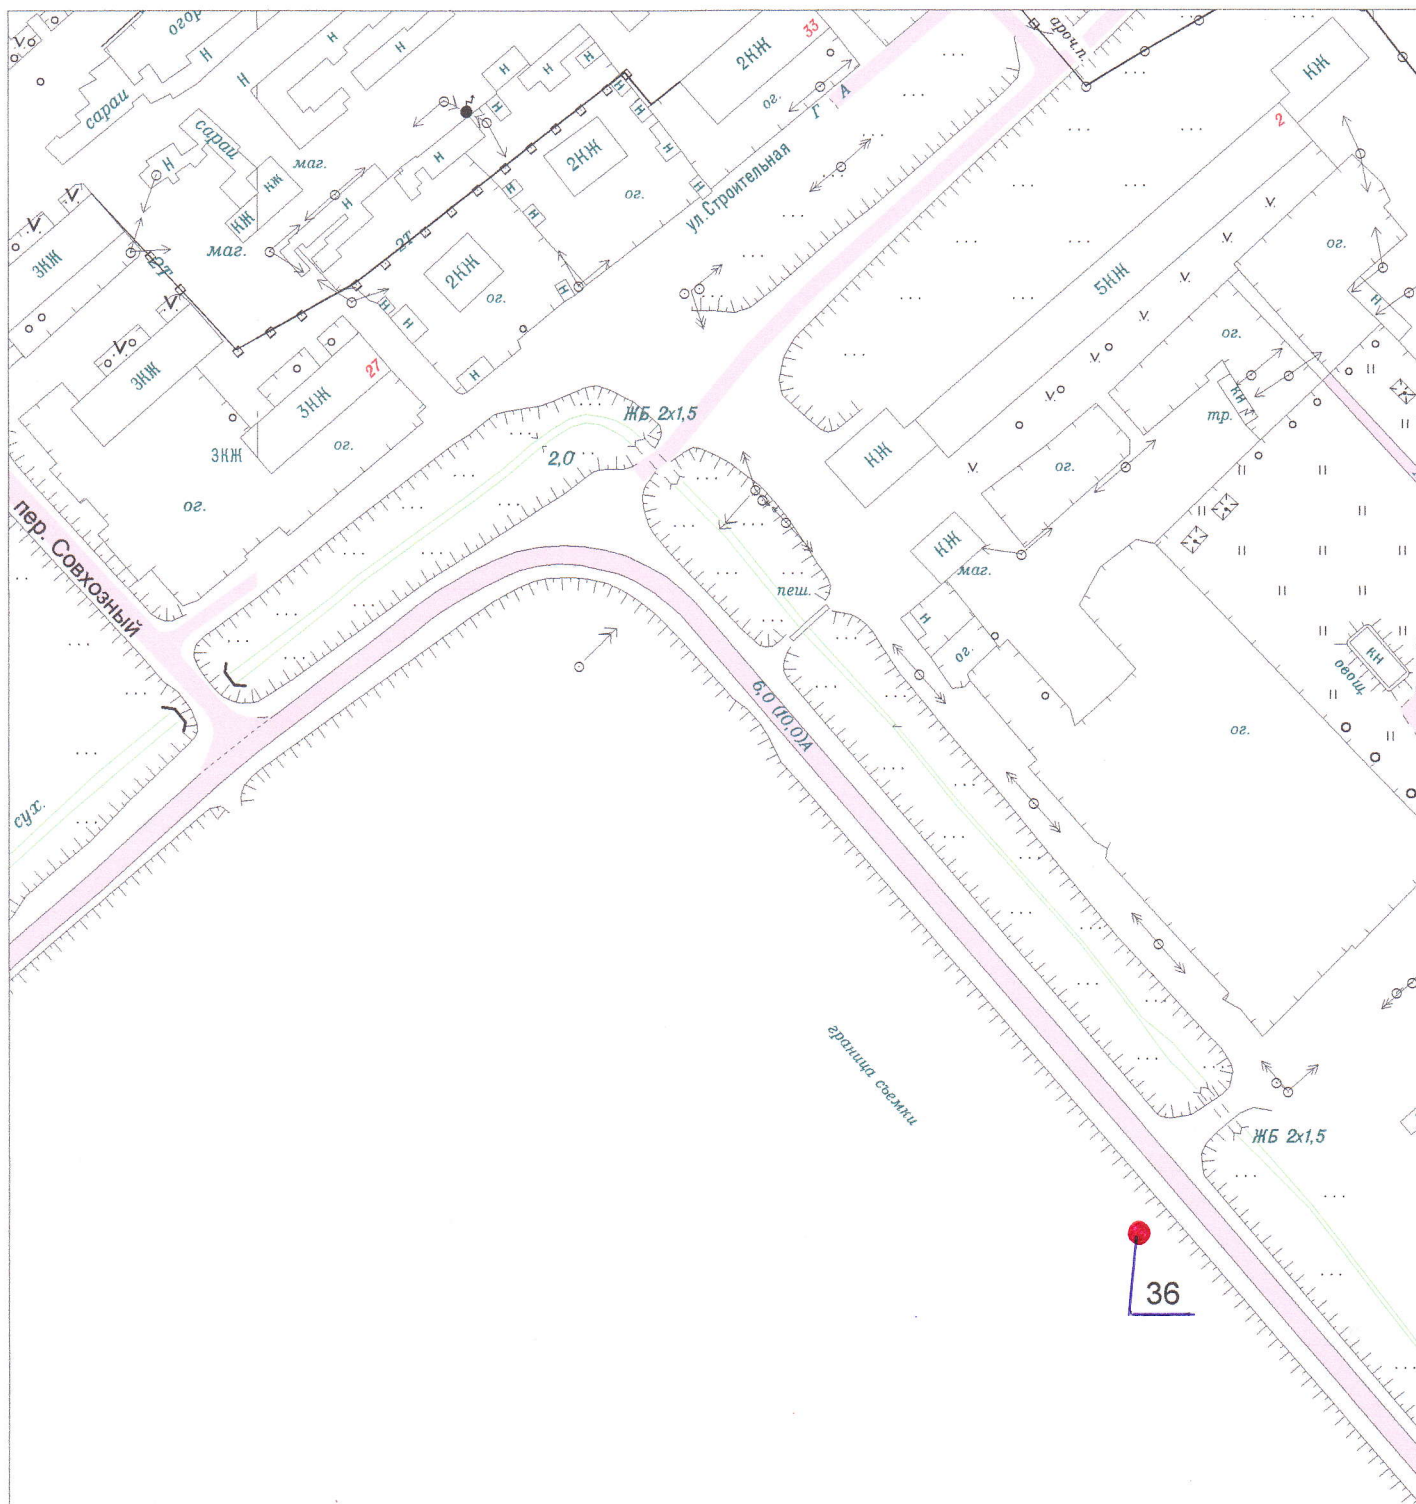 огор
Н
Н
Н
Н
сараи
сараи
Н
маг.
КЖ
КЖ
маг.
Н
Н
Н
Н
Н
Н
Н
Н
Н
2КЖ
33
ог.
Г
А
ароч.п.
КЖ
2
2КЖ
ог.
ул.Строительная
Н
Н
Н
2Т
2Т
3КЖ
2КЖ
ог.
Н
Н
Н
Н
5КЖ
ог.
Н
ог.
3КЖ
3КЖ
27
3КЖ
ог.
ог.
ЖБ 2х1,5
2,0
КЖ
ог.
КН
тр.
пер. Совхозный
КЖ
маг.
пеш.
Н
ог.
КН
овощ.
ог.
6,0 (10,0)А
сух.
граница съемки
ЖБ 2х1,5
36